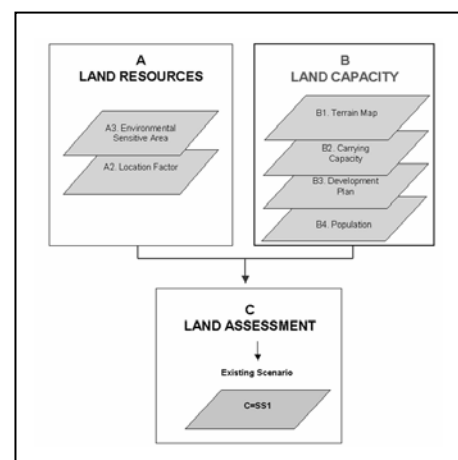 A
LAND RESOURCES
A3. Environmental
Sensitive Area
A2. Location Factor
B
LAND CAPACITY
B1. Terrain Map
B2. Carrying
Capacity
B3. Development
Plan
B4. Population
C
LAND ASSESSMENT
Existing Scenario
C=SS1